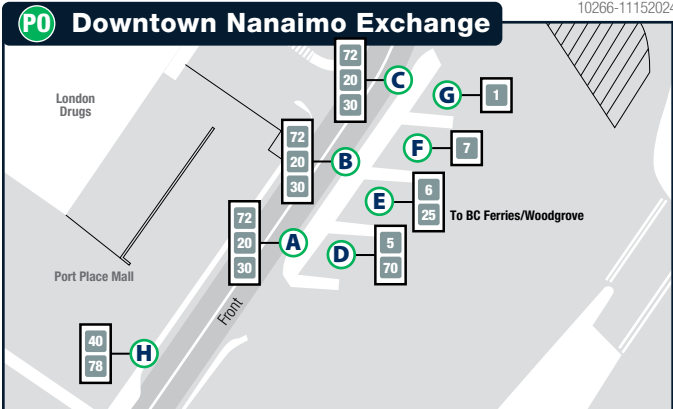 10266-11152024
PO Downtown Nanaimo Exchange
London
Drugs
72
20
30
C
G
1
72
20
30
B
F
7
E
6
25
To BC Ferries/Woodgrove
72
20
30
A
D
5
70
Port Place Mall
Front
40
78
H